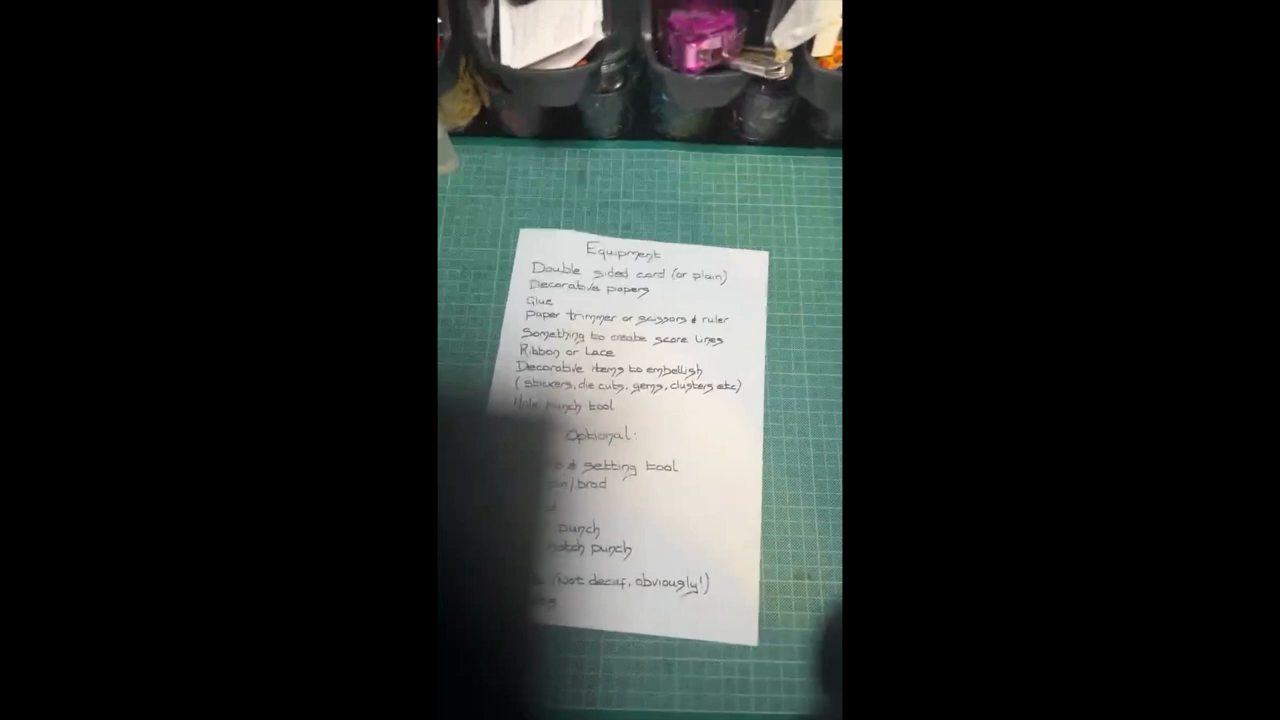 Equipment
Double sided card (or plain)
Decorative papers
Glue
Paper trimmer or scissors & ruler
Something to create score lines
Ribbon or Lace
Decorative items to embellish
(stickers, die cuts, gems, clusters etc)
Hole punch tool
Optional:
& setting tool
/brad
punch
notch punch
(Not decaf, obviously!)